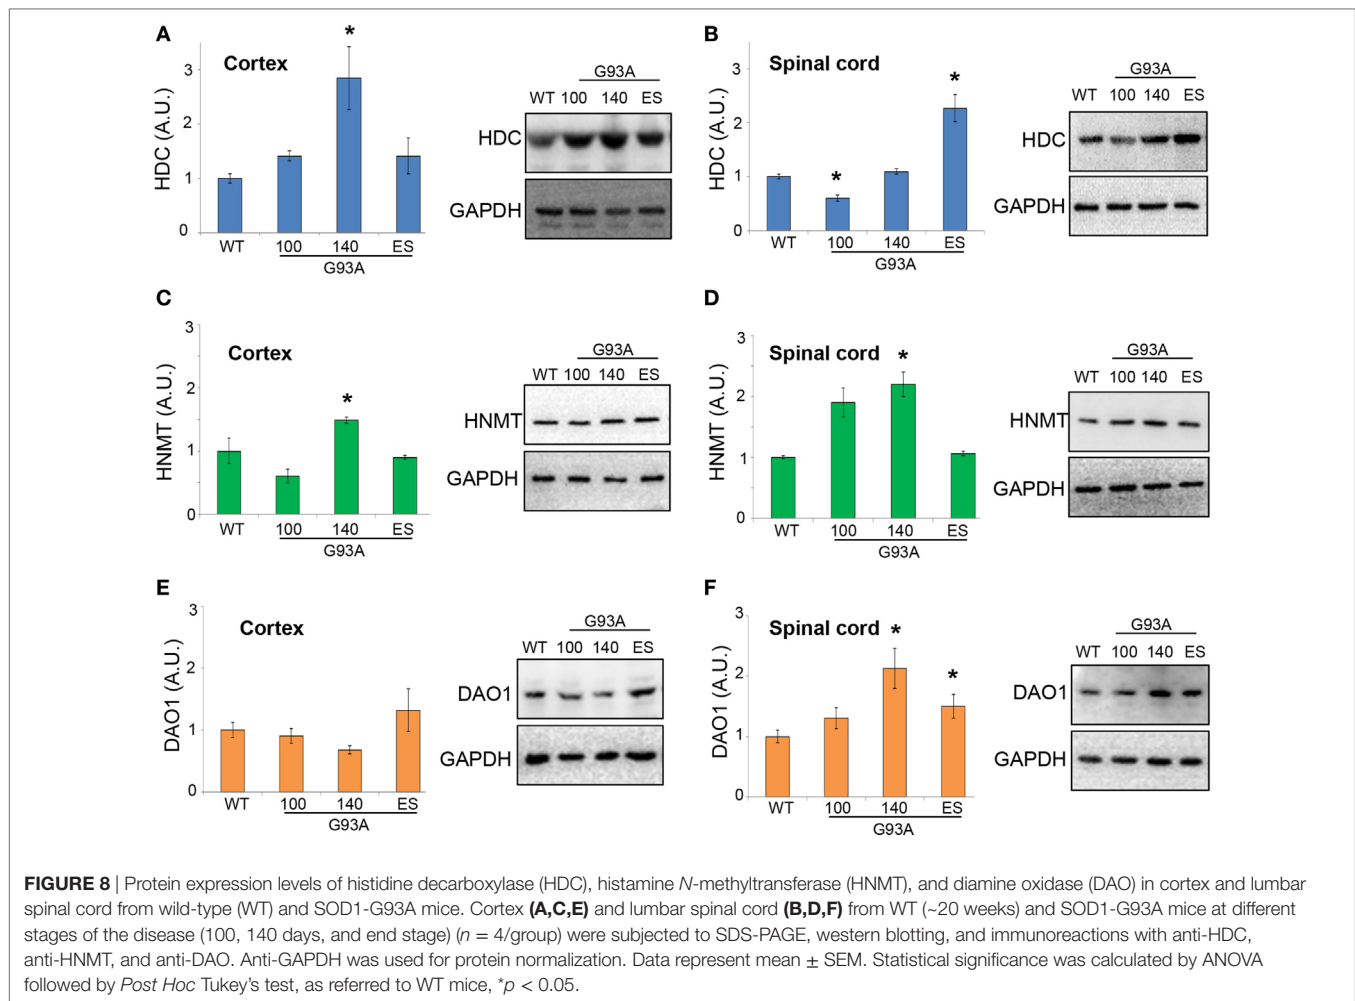 A
*
Cortex
HDC (A.U.)
3
2
1
0
WT 100 140 ES
G93A
G93A
WT 100 140 ES
HDC
GAPDH
B
*
*
Spinal cord
HDC (A.U.)
3
2
1
0
WT 100 140 ES
G93A
G93A
WT 100 140 ES
HDC
GAPDH
C
*
Cortex
HNMT (A.U.)
3
2
1
0
WT 100 140 ES
G93A
G93A
WT 100 140 ES
HNMT
GAPDH
D
Spinal cord *
HNMT (A.U.)
3
2
1
0
WT 100 140 ES
G93A
G93A
WT 100 140 ES
HNMT
GAPDH
E
Cortex
DAO1 (A.U.)
3
2
1
0
WT 100 140 ES
G93A
G93A
WT 100 140 ES
DAO1
GAPDH
F
Spinal cord *
*
DAO1 (A.U.)
3
2
1
0
WT 100 140 ES
G93A
G93A
WT 100 140 ES
DAO1
GAPDH
FIGURE 8 | Protein expression levels of histidine decarboxylase (HDC), histamine N-methyltransferase (HNMT), and diamine oxidase (DAO) in cortex and lumbar
spinal cord from wild-type (WT) and SOD1-G93A mice. Cortex (A,C,E) and lumbar spinal cord (B,D,F) from WT (~20 weeks) and SOD1-G93A mice at different
stages of the disease (100, 140 days, and end stage) (n = 4/group) were subjected to SDS-PAGE, western blotting, and immunoreactions with anti-HDC,
anti-HNMT, and anti-DAO. Anti-GAPDH was used for protein normalization. Data represent mean ± SEM. Statistical significance was calculated by ANOVA
followed by Post Hoc Tukey's test, as referred to WT mice, *p < 0.05.